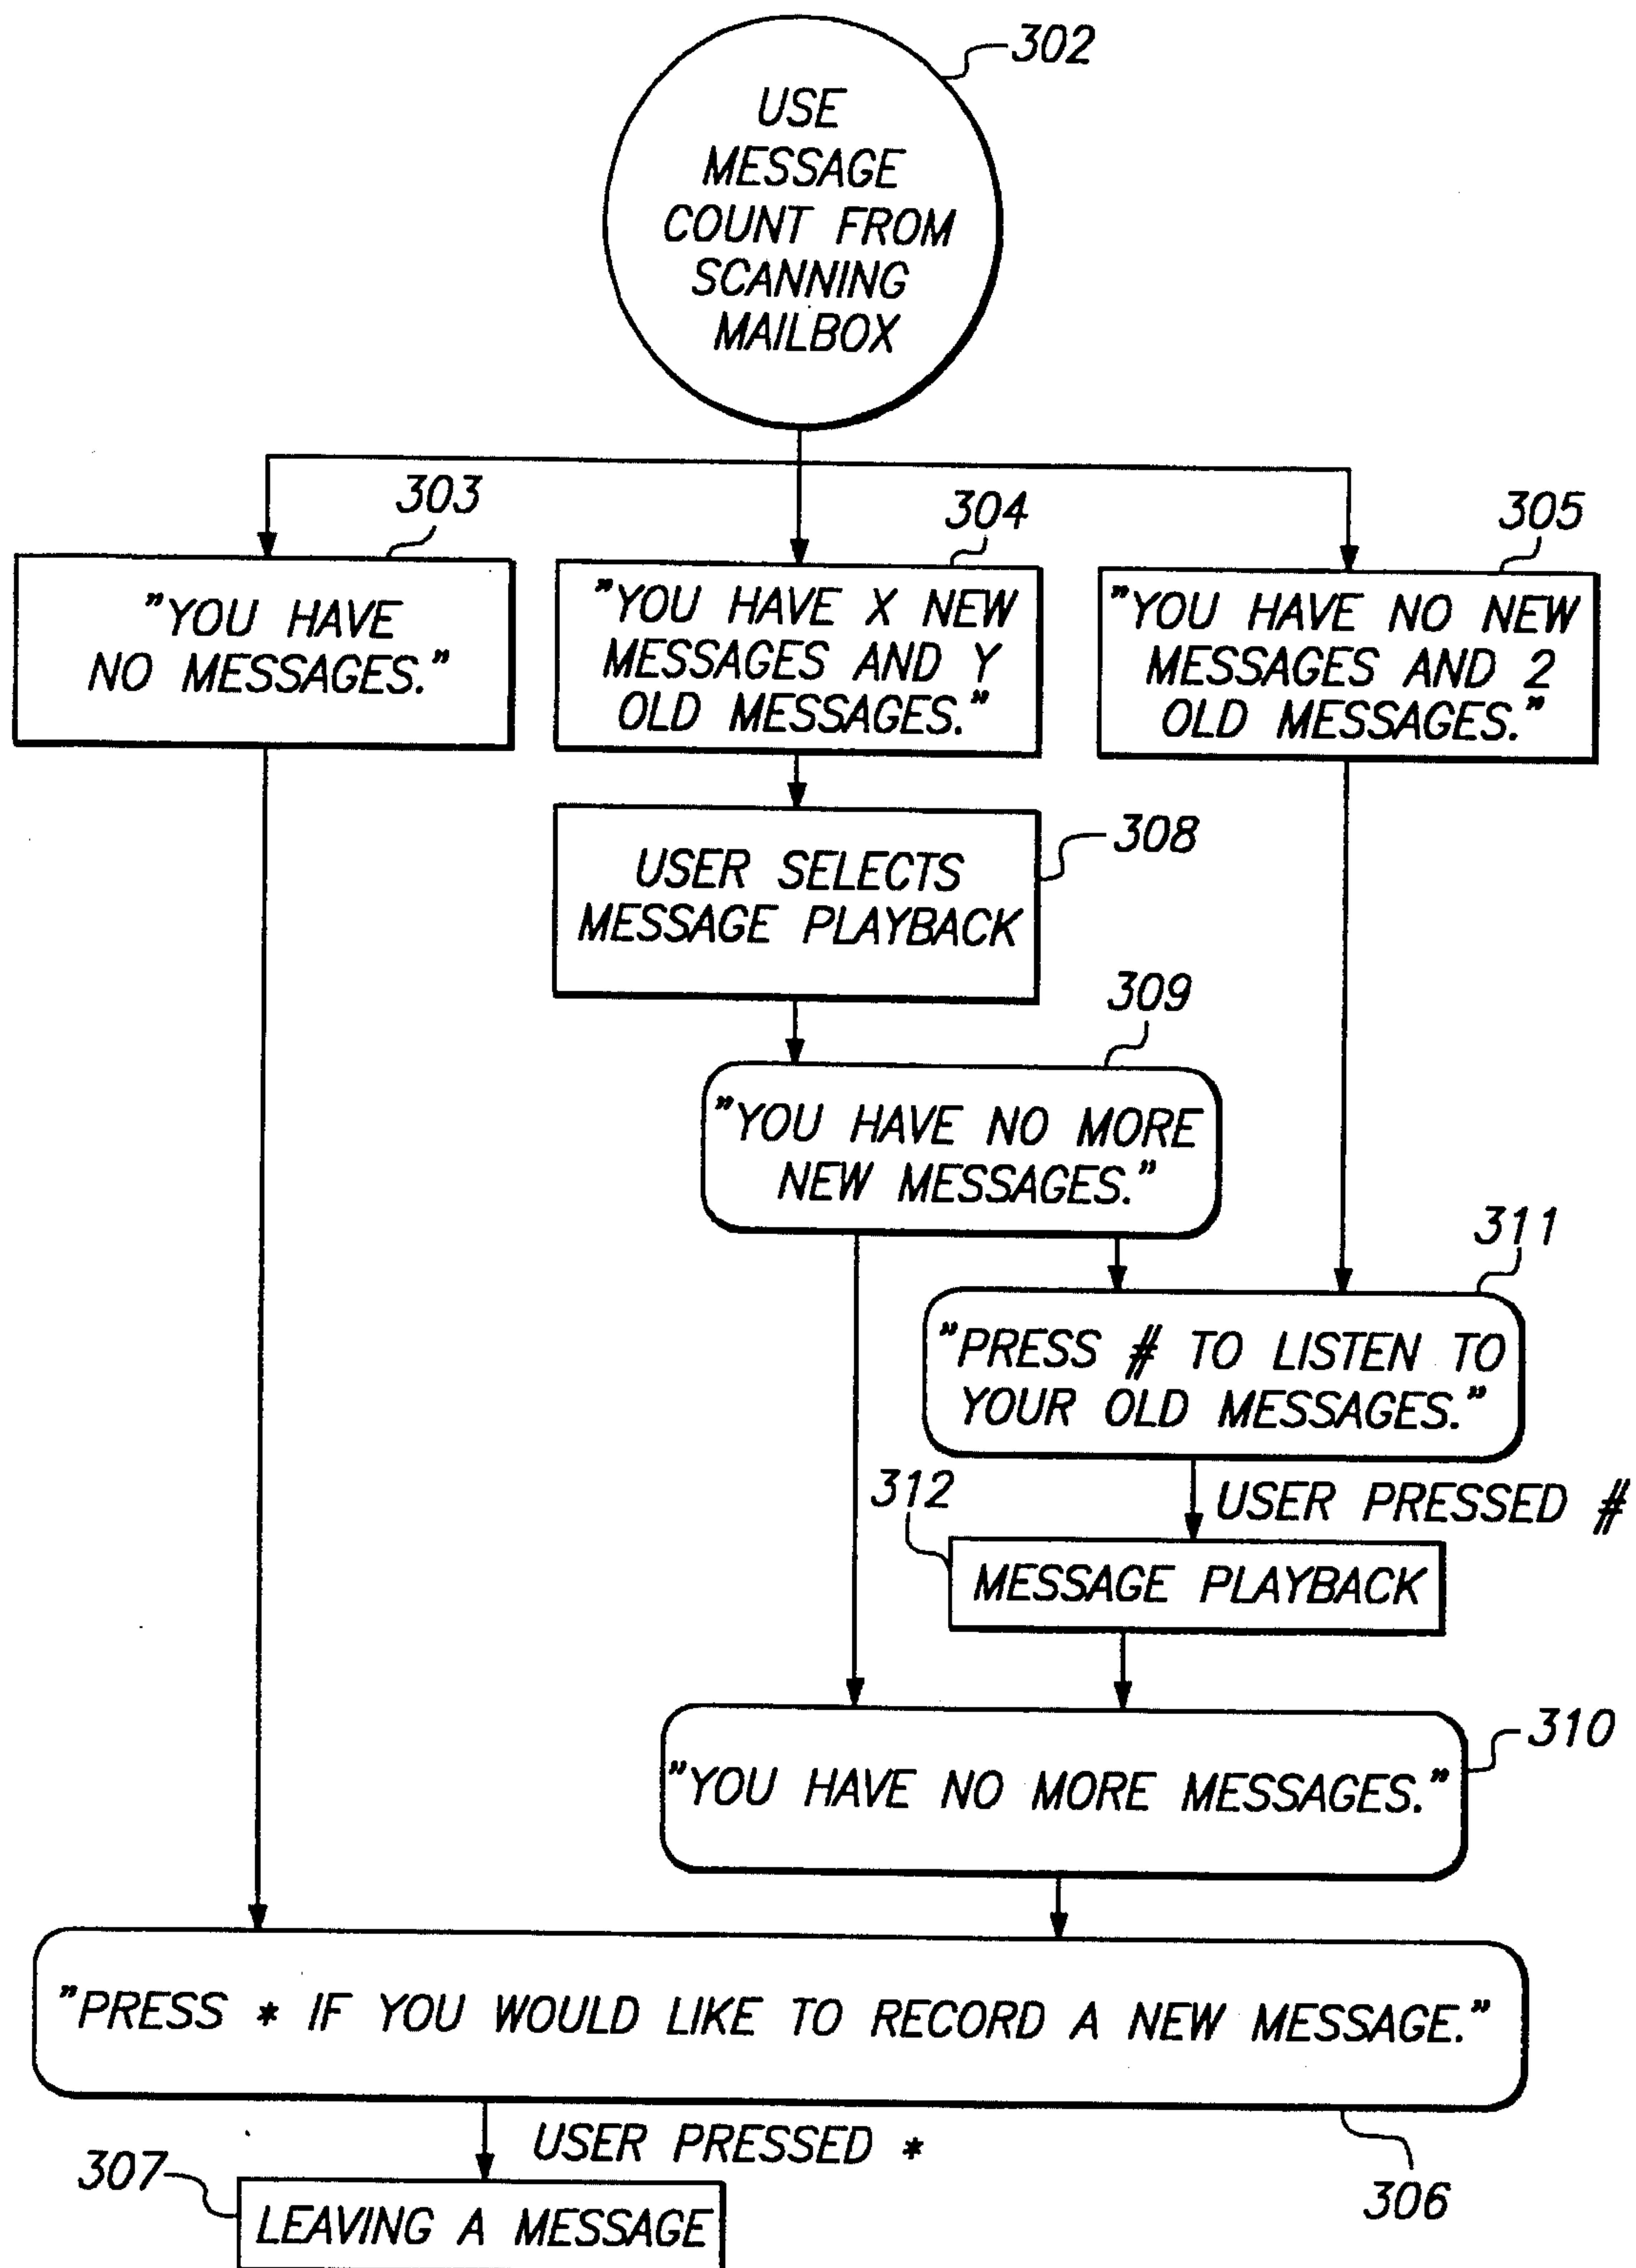 302
USE
MESSAGE
COUNT FROM
SCANNING
MAILBOX
303
"YOU HAVE
NO MESSAGES."
304
"YOU HAVE X NEW
MESSAGES AND Y
OLD MESSAGES."
305
"YOU HAVE NO NEW
MESSAGES AND 2
OLD MESSAGES."
308
USER SELECTS
MESSAGE PLAYBACK
309
"YOU HAVE NO MORE
NEW MESSAGES."
311
"PRESS # TO LISTEN TO
YOUR OLD MESSAGES."
USER PRESSED #
312
MESSAGE PLAYBACK
310
"YOU HAVE NO MORE MESSAGES."
"PRESS * IF YOU WOULD LIKE TO RECORD A NEW MESSAGE."
306
USER PRESSED *
307
LEAVING A MESSAGE